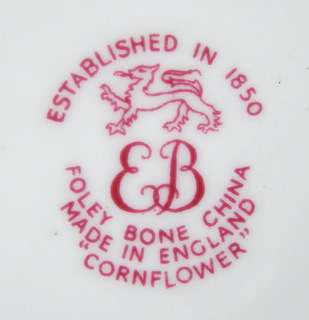 ESTABLISHED IN 1850
EB
FOLEY BONE CHINA
MADE IN ENGLAND
"CORNFLOWER"